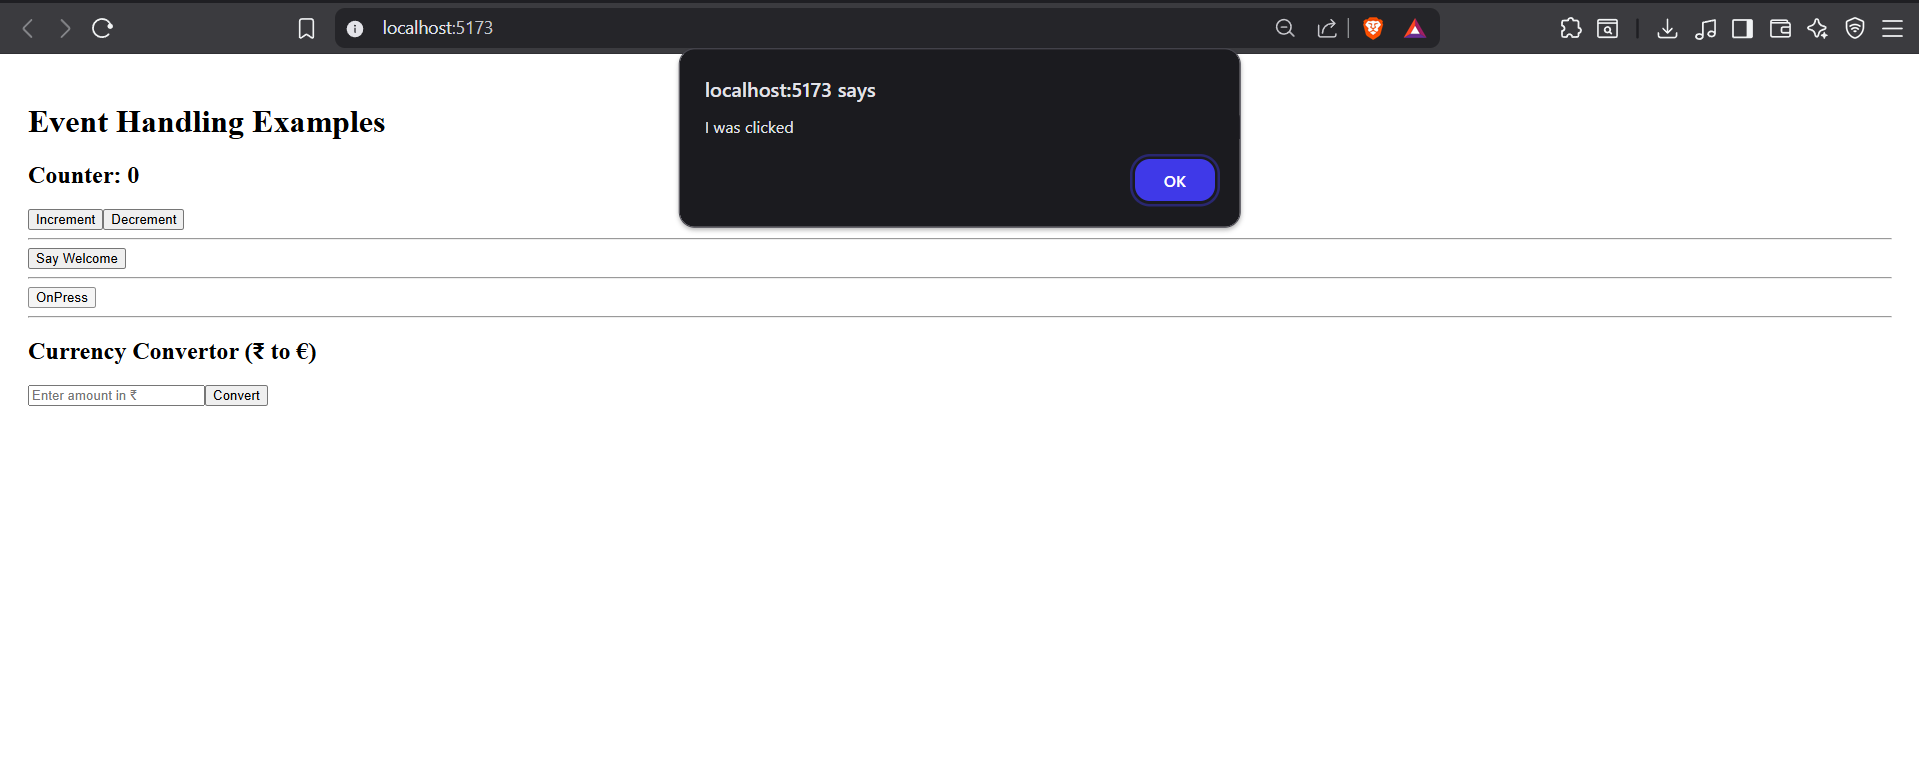 localhost:5173
localhost:5173 says
I was clicked
OK
Event Handling Examples
Counter: 0
Increment Decrement
Say Welcome
OnPress
Currency Convertor (₹ to €)
Enter amount in ₹ Convert